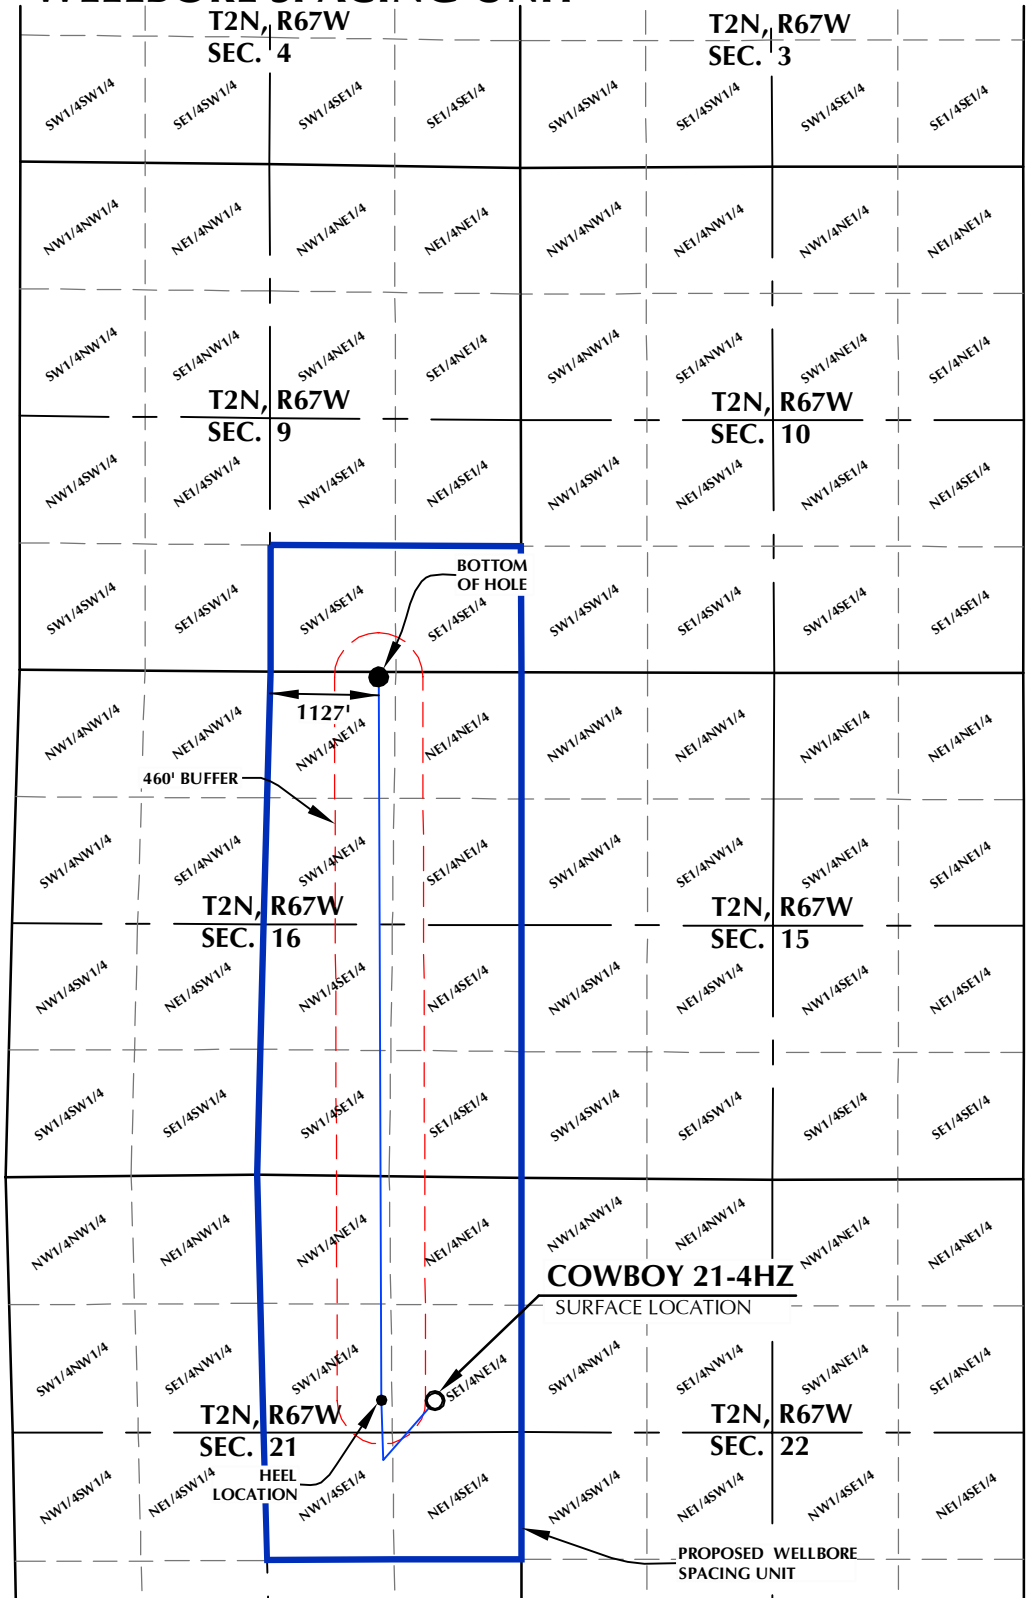 WELLBORE SPACING UNIT
T2N, R67W
SEC. 4
T2N, R67W
SEC. 3
SW1/4SW1/4
SE1/4SW1/4
SW1/4SE1/4
SE1/4SE1/4
SW1/4SW1/4
SE1/4SW1/4
SW1/4SE1/4
SE1/4SE1/4
NW1/4NW1/4
NE1/4NW1/4
NW1/4NE1/4
NE1/4NE1/4
NW1/4NW1/4
NE1/4NW1/4
NW1/4NE1/4
NE1/4NE1/4
SW1/4NW1/4
SE1/4NW1/4
SW1/4NE1/4
SE1/4NE1/4
SW1/4NW1/4
SE1/4NW1/4
SW1/4NE1/4
SE1/4NE1/4
T2N, R67W
SEC. 9
T2N, R67W
SEC. 10
NW1/4SW1/4
NE1/4SW1/4
NW1/4SE1/4
NE1/4SE1/4
NW1/4SW1/4
NE1/4SW1/4
NW1/4SE1/4
NE1/4SE1/4
BOTTOM
OF HOLE
SW1/4SW1/4
SE1/4SW1/4
SW1/4SE1/4
SE1/4SE1/4
SW1/4SW1/4
SE1/4SW1/4
SW1/4SE1/4
SE1/4SE1/4
1127'
NW1/4NW1/4
NE1/4NW1/4
NW1/4NE1/4
NE1/4NE1/4
NW1/4NW1/4
NE1/4NW1/4
NW1/4NE1/4
NE1/4NE1/4
460' BUFFER
SW1/4NW1/4
SE1/4NW1/4
SW1/4NE1/4
SE1/4NE1/4
SW1/4NW1/4
SE1/4NW1/4
SW1/4NE1/4
SE1/4NE1/4
T2N, R67W
SEC. 16
T2N, R67W
SEC. 15
NW1/4SW1/4
NE1/4SW1/4
NW1/4SE1/4
NE1/4SE1/4
NW1/4SW1/4
NE1/4SW1/4
NW1/4SE1/4
NE1/4SE1/4
SW1/4SW1/4
SE1/4SW1/4
SW1/4SE1/4
SE1/4SE1/4
SW1/4SW1/4
SE1/4SW1/4
SW1/4SE1/4
SE1/4SE1/4
NW1/4NW1/4
NE1/4NW1/4
NW1/4NE1/4
NE1/4NE1/4
NW1/4NW1/4
NE1/4NW1/4
NW1/4NE1/4
NE1/4NE1/4
COWBOY 21-4HZ
SURFACE LOCATION
SW1/4NW1/4
SE1/4NW1/4
SW1/4NE1/4
SE1/4NE1/4
SW1/4NW1/4
SE1/4NW1/4
SW1/4NE1/4
SE1/4NE1/4
T2N, R67W
SEC. 21
T2N, R67W
SEC. 22
HEEL
LOCATION
NW1/4SW1/4
NE1/4SW1/4
NW1/4SE1/4
NE1/4SE1/4
NW1/4SW1/4
NE1/4SW1/4
NW1/4SE1/4
NE1/4SE1/4
PROPOSED WELLBORE
SPACING UNIT